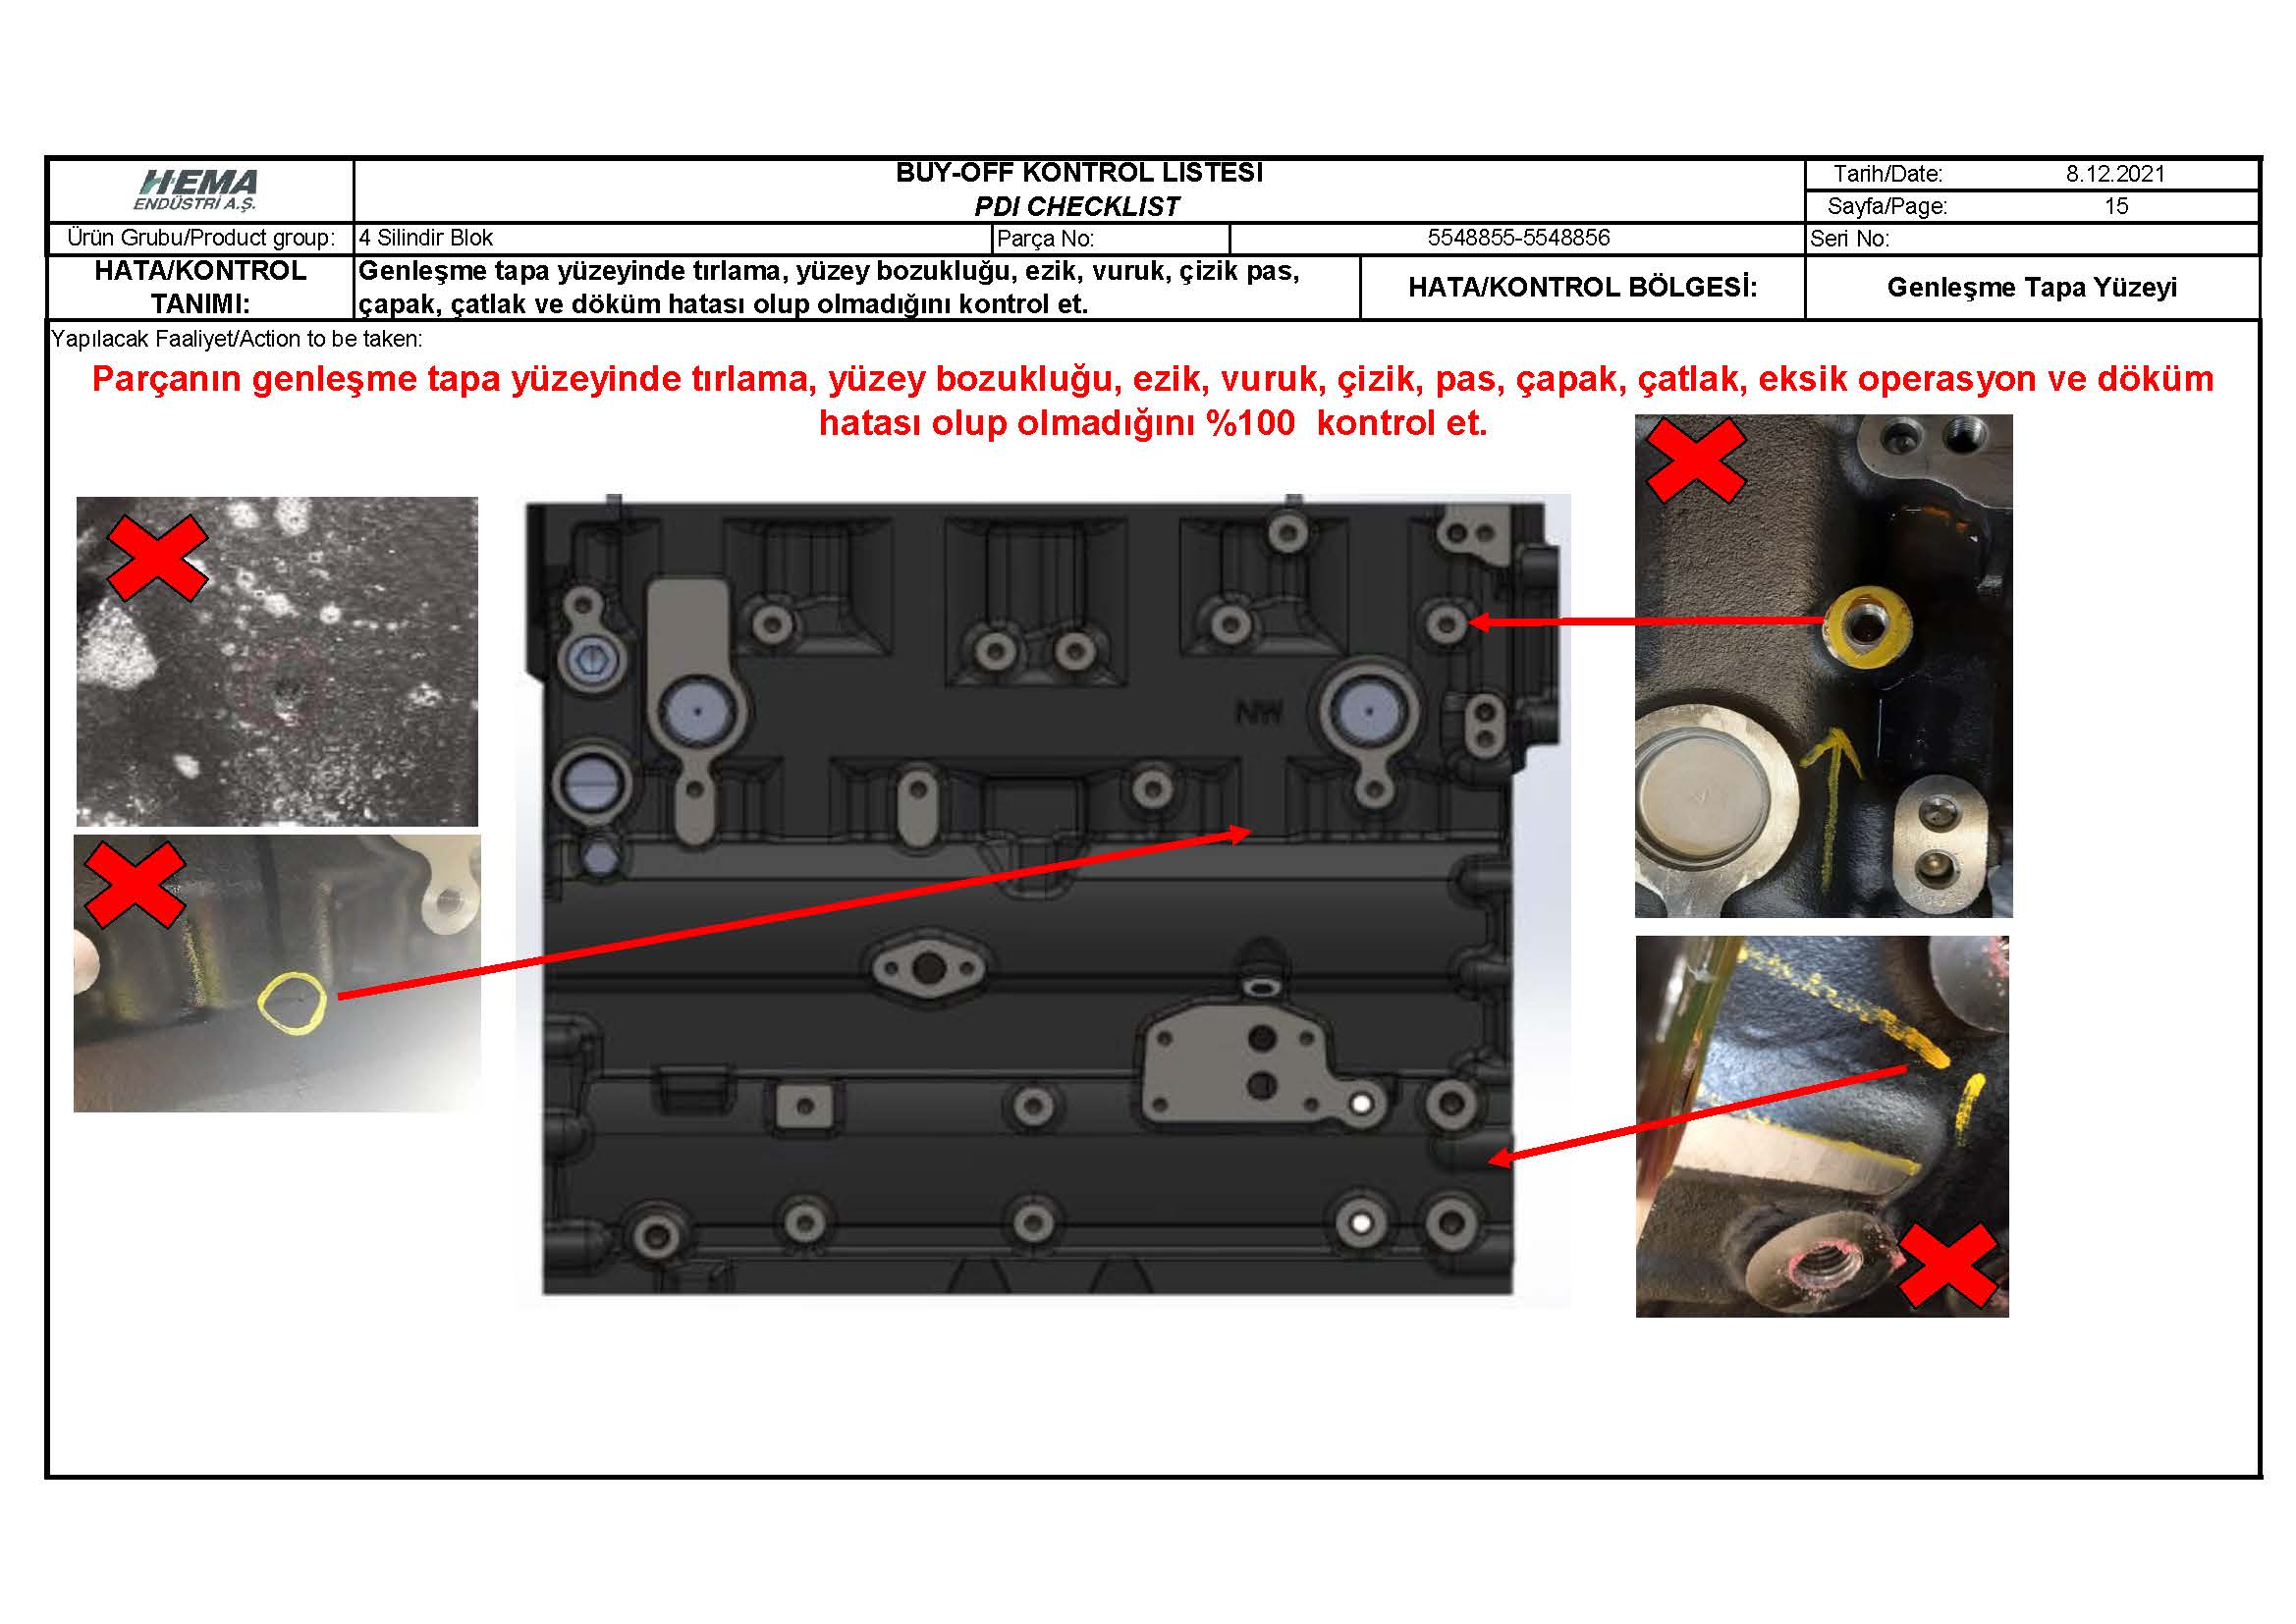 HEMA
ENDÜSTRİ A.Ş.
BUY-OFF KONTROL LISTESI
PDI CHECKLIST
Tarih/Date: 8.12.2021
Sayfa/Page: 15
Ürün Grubu/Product group: 4 Silindir Blok Parça No: 5548855-5548856 Seri No:
HATA/KONTROL
TANIMI:
Genleşme tapa yüzeyinde tırlama, yüzey bozukluğu, ezik, vuruk, çizik pas,
çapak, çatlak ve döküm hatası olup olmadığını kontrol et.
HATA/KONTROL BÖLGESİ: Genleşme Tapa Yüzeyi
Yapılacak Faaliyet/Action to be taken:
Parçanın genleşme tapa yüzeyinde tırlama, yüzey bozukluğu, ezik, vuruk, çizik, pas, çapak, çatlak, eksik operasyon ve döküm
hatası olup olmadığını %100 kontrol et.
NW